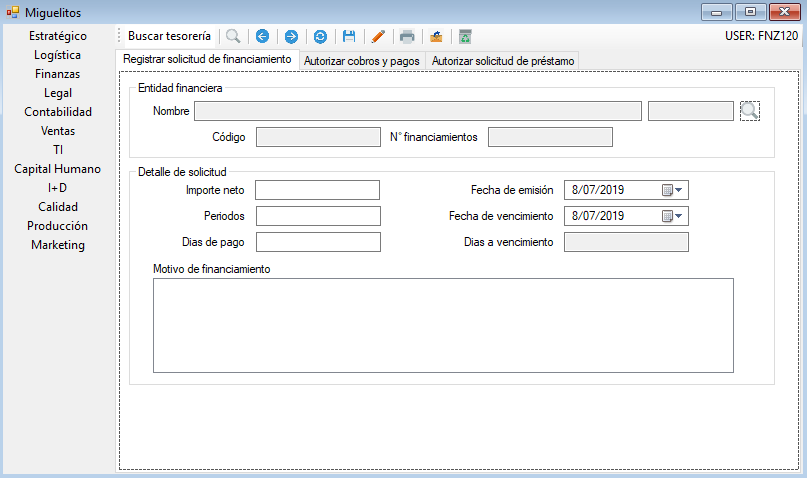 Miguelitos
Estratégico
Logística
Finanzas
Legal
Contabilidad
Ventas
TI
Capital Humano
I+D
Calidad
Producción
Marketing
Buscar tesorería
USER: FNZ120
Registrar solicitud de financiamiento Autorizar cobros y pagos Autorizar solicitud de préstamo
Entidad financiera
Nombre
Código N° financiamientos
Detalle de solicitud
Importe neto Fecha de emisión 8/07/2019
Periodos Fecha de vencimiento 8/07/2019
Dias de pago Dias a vencimiento
Motivo de financiamiento